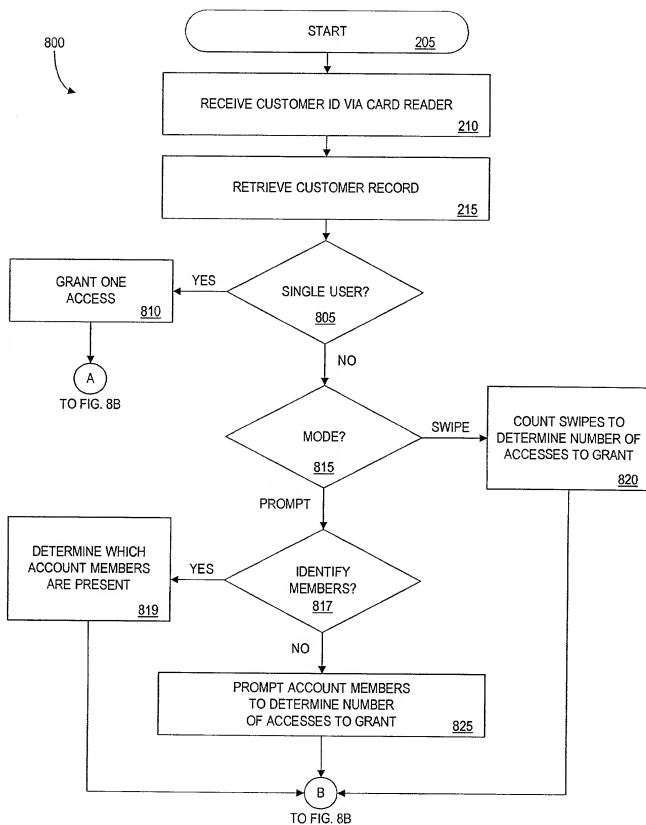 START
205
800
RECEIVE CUSTOMER ID VIA CARD READER
210
RETRIEVE CUSTOMER RECORD
215
GRANT ONE
ACCESS
810
YES
SINGLE USER?
805
A
TO FIG. 8B
NO
MODE?
815
SWIPE
COUNT SWIPES TO
DETERMINE NUMBER OF
ACCESSES TO GRANT
820
PROMPT
DETERMINE WHICH
ACCOUNT MEMBERS
ARE PRESENT
819
YES
IDENTIFY
MEMBERS?
817
NO
PROMPT ACCOUNT MEMBERS
TO DETERMINE NUMBER
OF ACCESSES TO GRANT
825
B
TO FIG. 8B